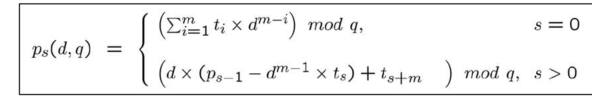 p_s(d, q) = { (∑_{i=1}^{m} t_i × d^{m−i}) mod q, s = 0
(d × (p_{s−1} − d^{m−1} × t_s) + t_{s+m} ) mod q, s > 0